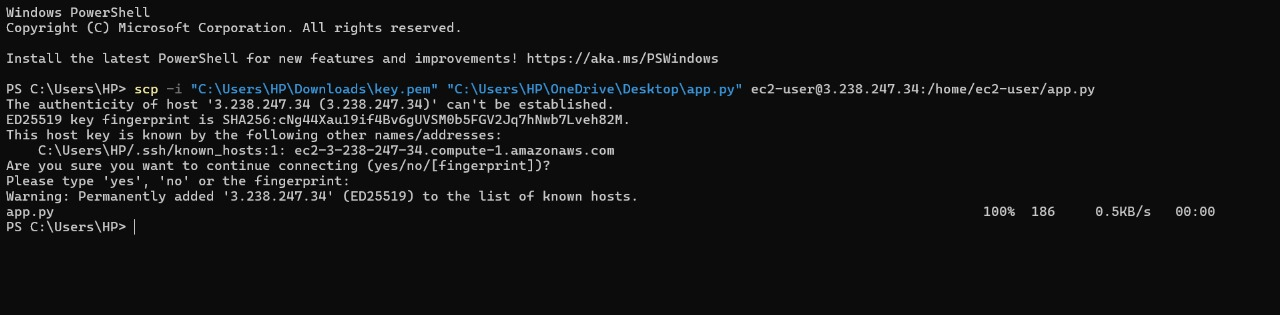 Windows PowerShell
Copyright (C) Microsoft Corporation. All rights reserved.
Install the latest PowerShell for new features and improvements! https://aka.ms/PSWindows
PS C:\Users\HP> scp -i "C:\Users\HP\Downloads\key.pem" "C:\Users\HP\OneDrive\Desktop\app.py" ec2-user@3.238.247.34:/home/ec2-user/app.py
The authenticity of host '3.238.247.34 (3.238.247.34)' can't be established.
ED25519 key fingerprint is SHA256:cNg44Xau19if4Bv6gUVSM0b5FGV2Jq7hNwb7Lveh82M.
This host key is known by the following other names/addresses:
    C:\Users\HP/.ssh/known_hosts:1: ec2-3-238-247-34.compute-1.amazonaws.com
Are you sure you want to continue connecting (yes/no/[fingerprint])?
Please type 'yes', 'no' or the fingerprint:
Warning: Permanently added '3.238.247.34' (ED25519) to the list of known hosts.
app.py 100% 186 0.5KB/s 00:00
PS C:\Users\HP>